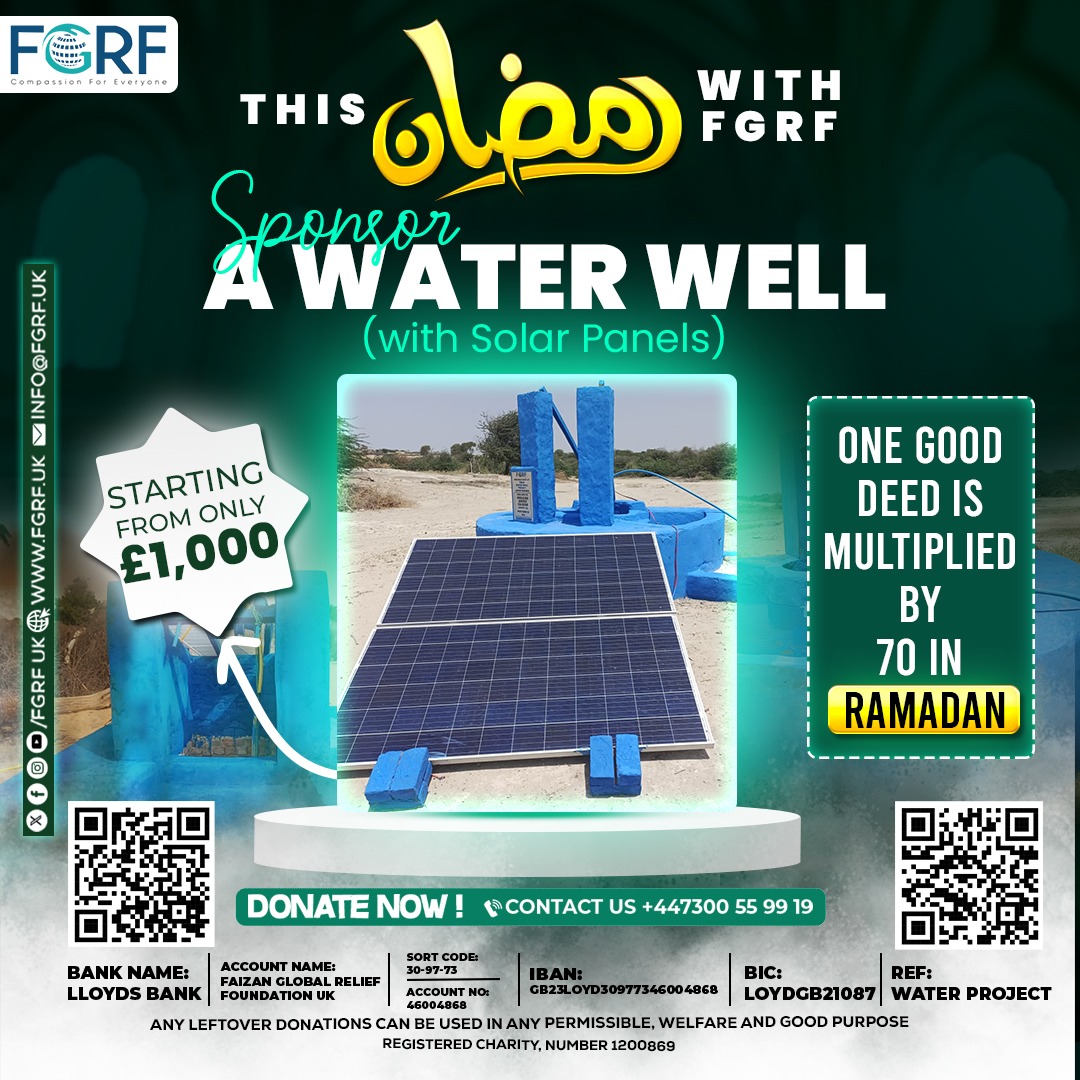 FGRF
Compassion For Everyone
THIS رمضان WITH
FGRF
Sponsor
A WATER WELL
(with Solar Panels)
STARTING
FROM ONLY
£1,000
ONE GOOD
DEED IS
MULTIPLIED
BY
70 IN
RAMADAN
/FGRF UK WWW.FGRF.UK INFO@FGRF.UK
FGRF
DONATE NOW ! CONTACT US +447300 55 99 19
BANK NAME:
LLOYDS BANK
ACCOUNT NAME:
FAIZAN GLOBAL RELIEF
FOUNDATION UK
SORT CODE:
30-97-73
ACCOUNT NO:
46004868
IBAN:
GB23LOYD30977346004868
BIC:
LOYDGB21087
REF:
WATER PROJECT
ANY LEFTOVER DONATIONS CAN BE USED IN ANY PERMISSIBLE, WELFARE AND GOOD PURPOSE
REGISTERED CHARITY, NUMBER 1200869